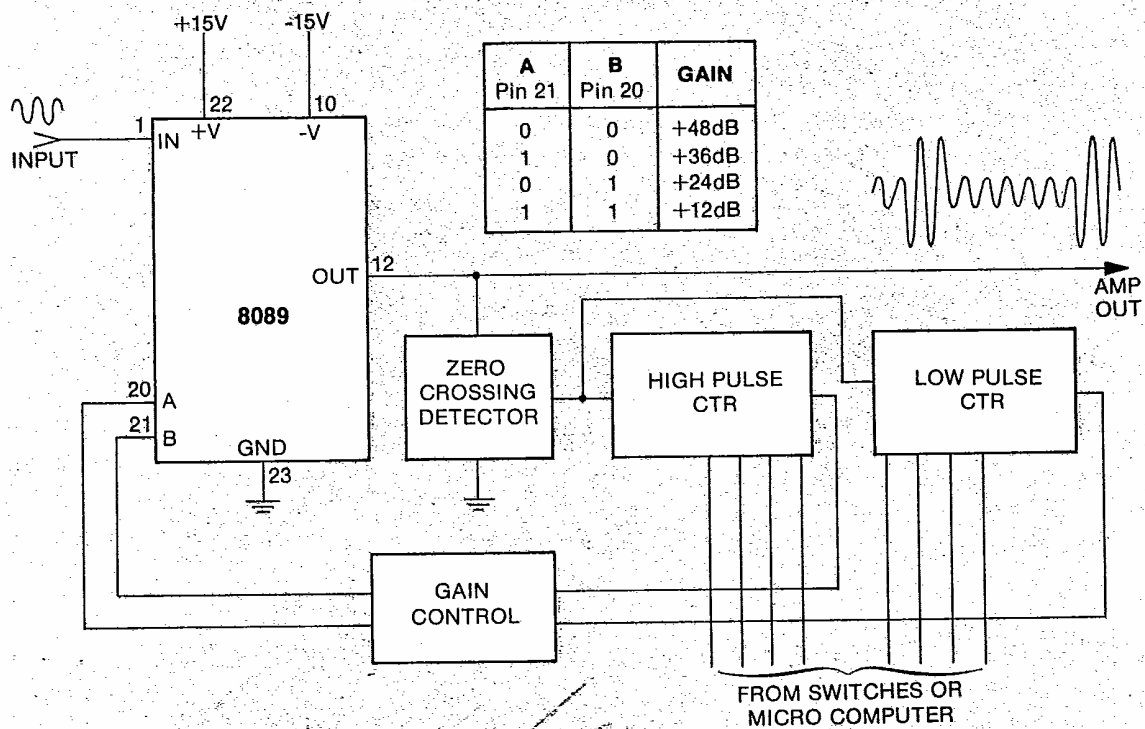 +15V
-15V
22
10
+V
-V
1
IN
INPUT
A
Pin 21
B
Pin 20
GAIN
0 0 +48dB
1 0 +36dB
0 1 +24dB
1 1 +12dB
OUT
12
AMP
OUT
8089
20
A
21
B
GND
23
ZERO
CROSSING
DETECTOR
HIGH PULSE
CTR
LOW PULSE
CTR
GAIN
CONTROL
FROM SWITCHES OR
MICRO COMPUTER